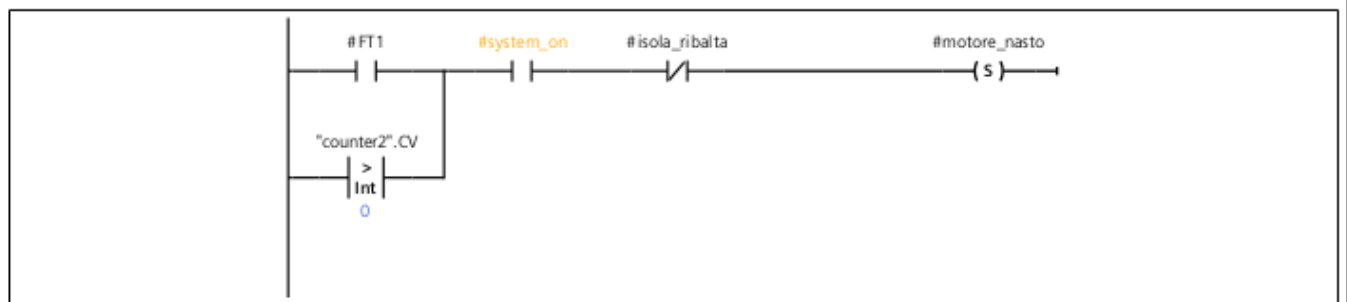 #FT1 #system_on #isola_ribalta #motore_nasto
S
"counter2".CV
>
Int
0